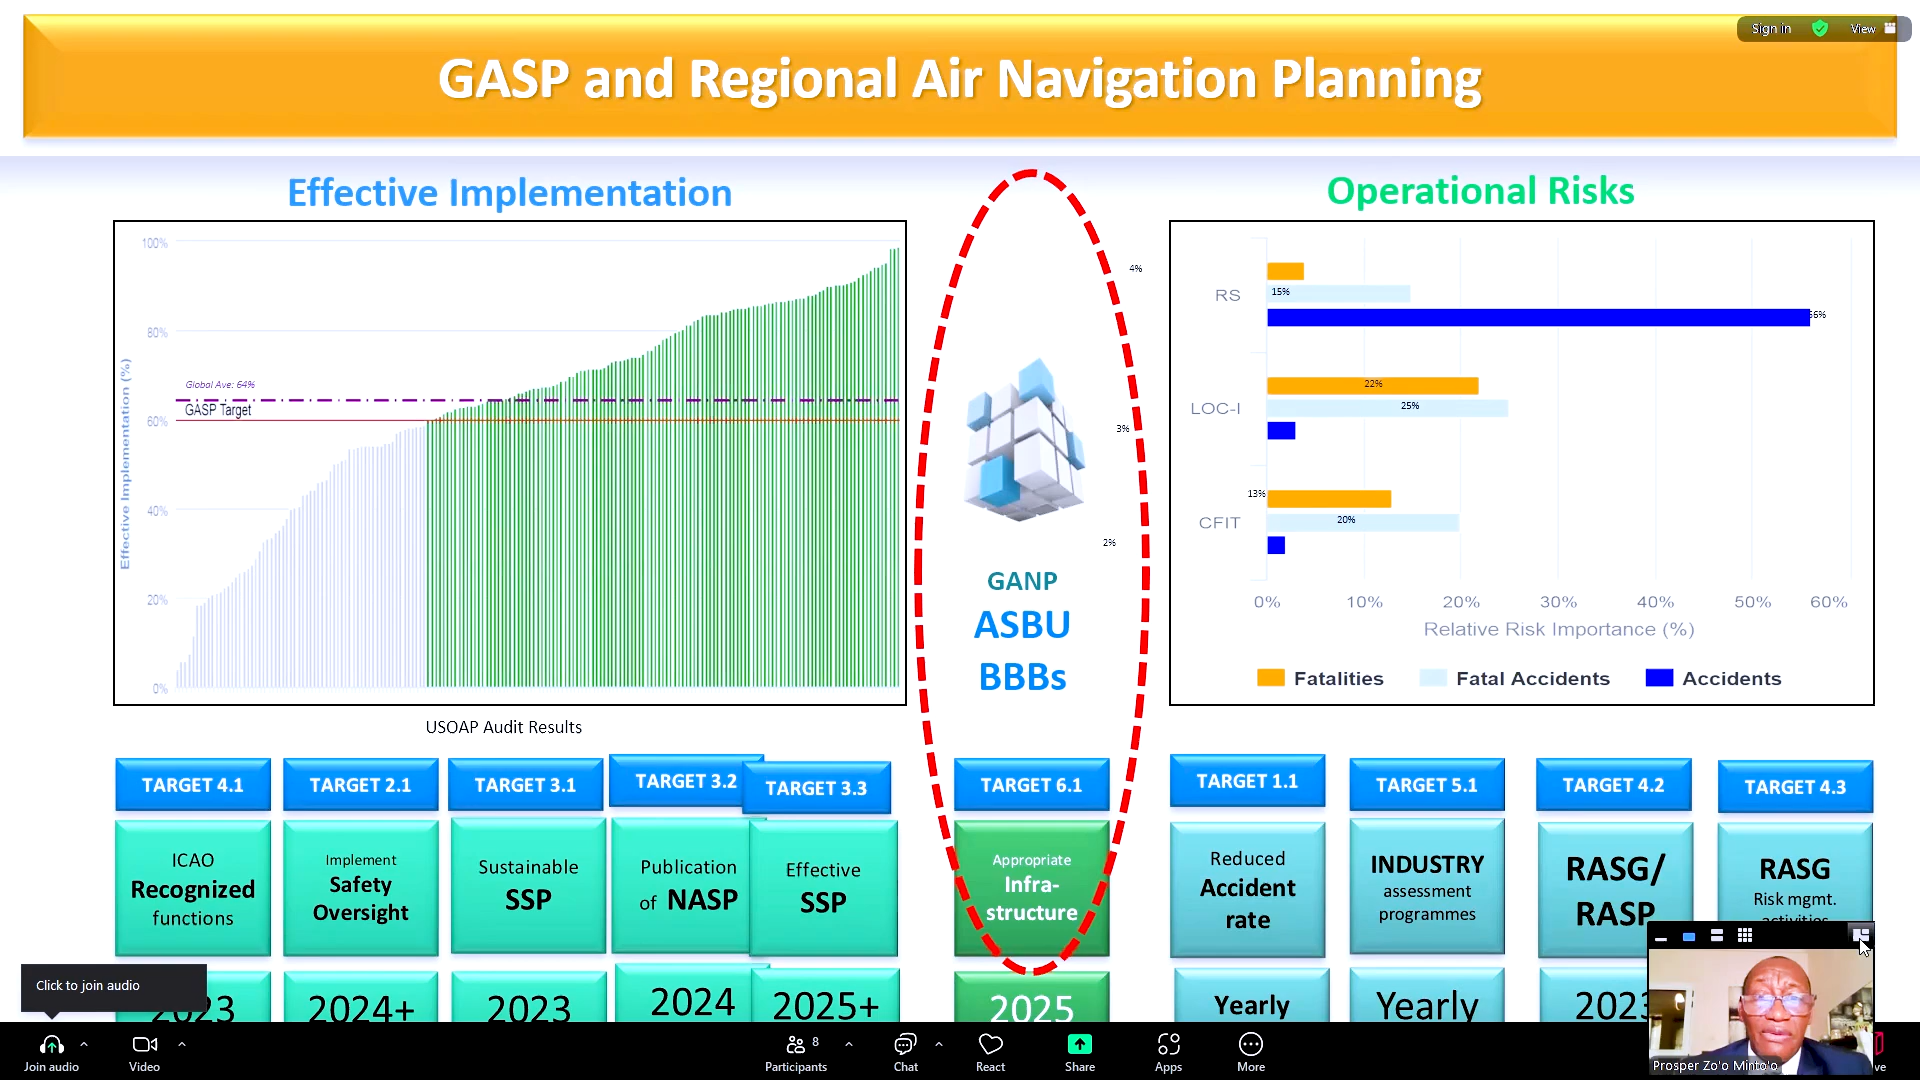 Sign in
View
GASP and Regional Air Navigation Planning
Effective Implementation
Operational Risks
100%
80%
60%
40%
20%
0%
Effective Implementation (%)
Global Ave: 64%
GASP Target
USOAP Audit Results
4%
3%
2%
GANP
ASBU
BBBs
RS
15%
56%
LOC-I
22%
25%
CFIT
13%
20%
0% 10% 20% 30% 40% 50% 60%
Relative Risk Importance (%)
Fatalities Fatal Accidents Accidents
TARGET 4.1
ICAO
Recognized
functions
TARGET 2.1
Implement
Safety
Oversight
2024+
TARGET 3.1
Sustainable
SSP
2023
TARGET 3.2
Publication
of NASP
2024
TARGET 3.3
Effective
SSP
2025+
TARGET 6.1
Appropriate
Infra-
structure
2025
TARGET 1.1
Reduced
Accident
rate
Yearly
TARGET 5.1
INDUSTRY
assessment
programmes
Yearly
TARGET 4.2
RASG/
RASP
TARGET 4.3
RASG
Risk mgmt.
activities
Click to join audio
Join audio
Video
Participants
8
Chat
React
Share
Apps
More
Prosper Zo'o Minto'o